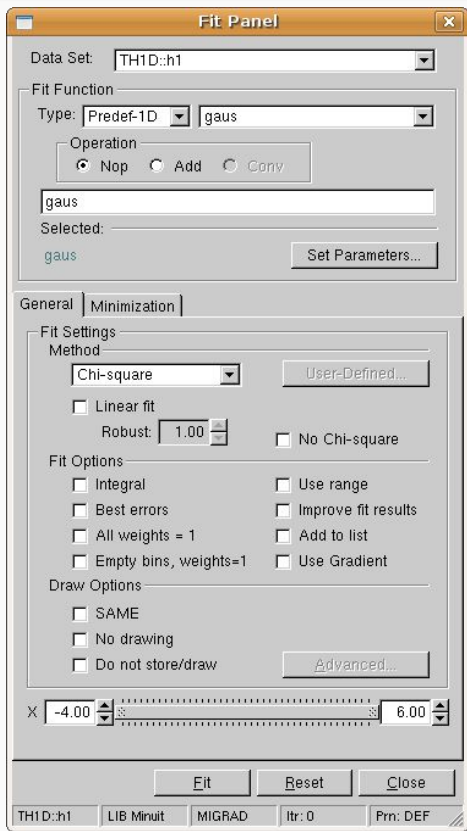 Fit Panel
Data Set: TH1D::h1
Fit Function
Type: Predef-1D gaus
Operation
Nop Add Conv
gaus
Selected:
gaus Set Parameters...
General Minimization
Fit Settings
Method
Chi-square User-Defined...
Linear fit
Robust: 1.00 No Chi-square
Fit Options
Integral Use range
Best errors Improve fit results
All weights = 1 Add to list
Empty bins, weights=1 Use Gradient
Draw Options
SAME
No drawing
Do not store/draw Advanced...
X -4.00 6.00
Fit Reset Close
TH1D::h1 LIB Minuit MIGRAD Itr: 0 Prn: DEF